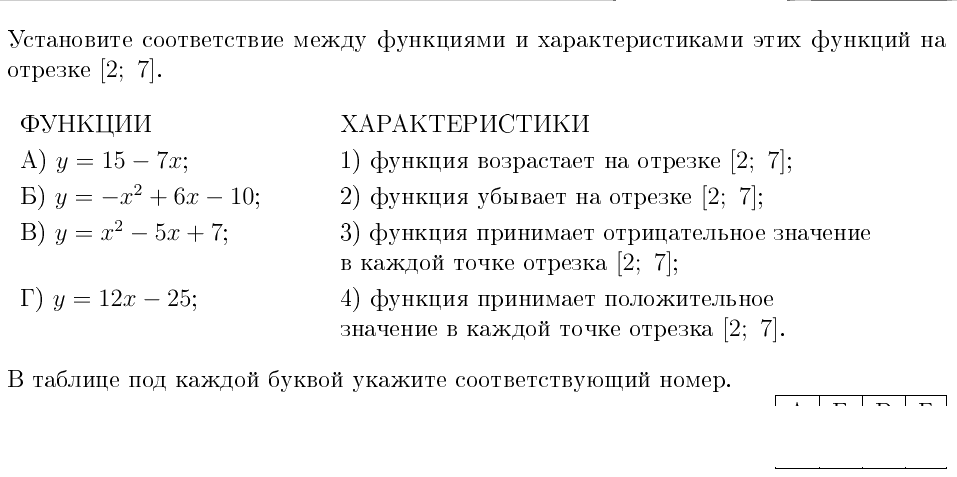 Установите соответствие между функциями и характеристиками этих функций на
отрезке [2; 7].
ФУНКЦИИ ХАРАКТЕРИСТИКИ
А) y = 15 − 7x; 1) функция возрастает на отрезке [2; 7];
Б) y = −x² + 6x − 10; 2) функция убывает на отрезке [2; 7];
В) y = x² − 5x + 7; 3) функция принимает отрицательное значение
в каждой точке отрезка [2; 7];
Г) y = 12x − 25; 4) функция принимает положительное
значение в каждой точке отрезка [2; 7].
В таблице под каждой буквой укажите соответствующий номер.